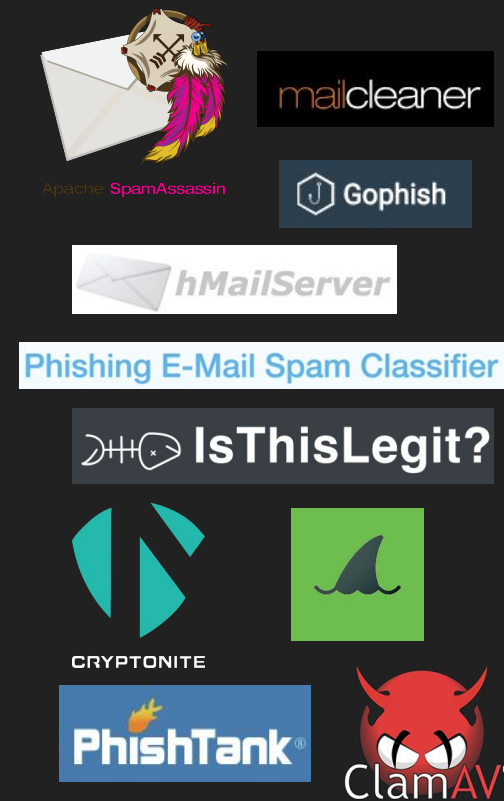 Apache SpamAssassin
mailcleaner
Gophish
hMailServer
Phishing E-Mail Spam Classifier
IsThisLegit?
CRYPTONITE
PhishTank®
ClamAV